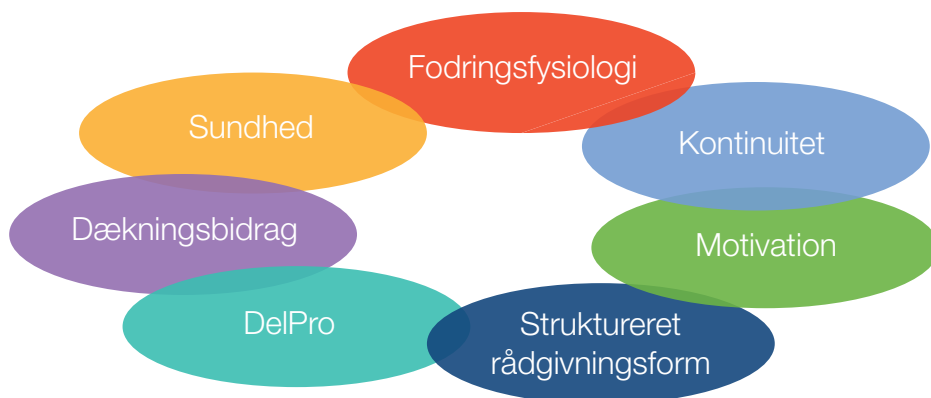 Fodringsfysiologi
Sundhed
Kontinuitet
Dækningsbidrag
Motivation
DelPro
Struktureret
rådgivningsform